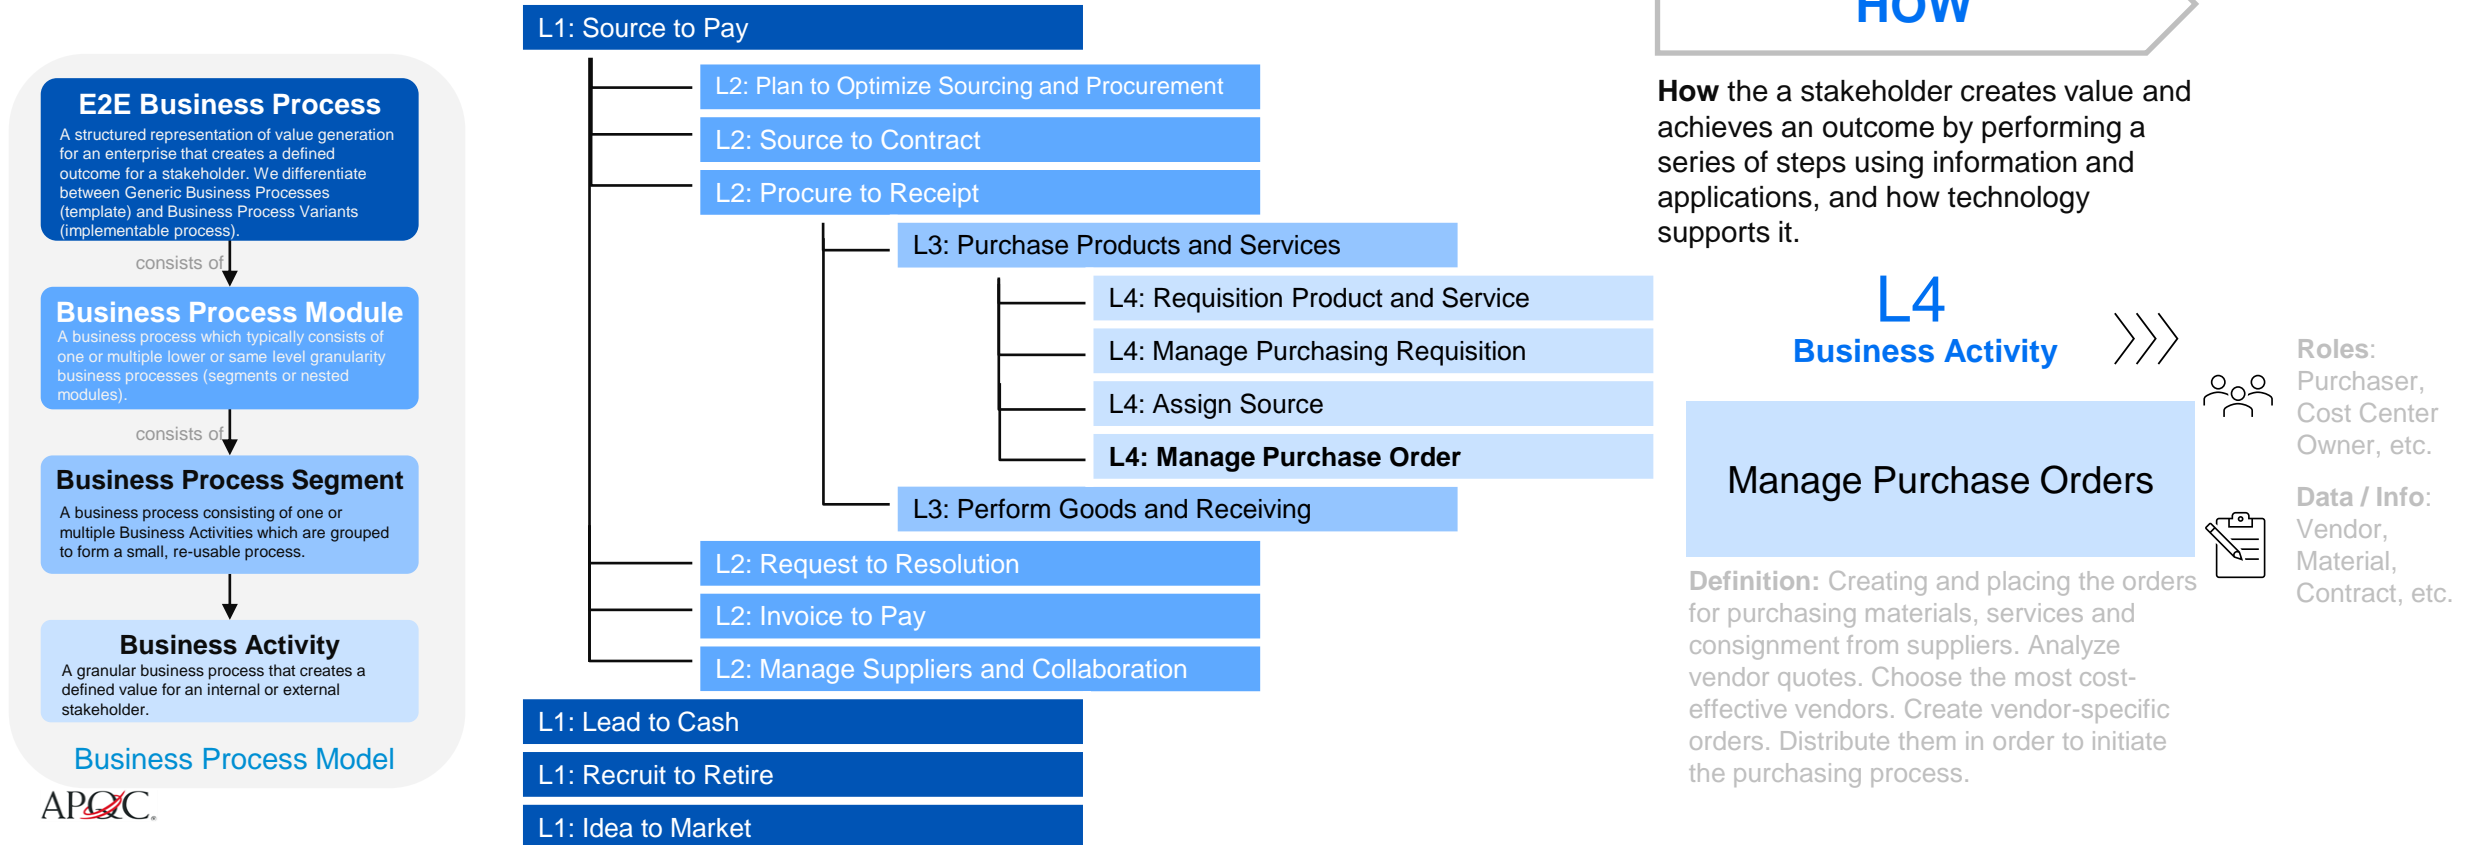 E2E Business Process
A structured representation of value generation
for an enterprise that creates a defined
outcome for a stakeholder. We differentiate
between Generic Business Processes
(template) and Business Process Variants
(implementable process).
consists of
Business Process Module
A business process which typically consists of
one or multiple lower or same level granularity
business processes (segments or nested
modules).
consists of
Business Process Segment
A business process consisting of one or
multiple Business Activities which are grouped
to form a small, re-usable process.
Business Activity
A granular business process that creates a
defined value for an internal or external
stakeholder.
Business Process Model
APQC®
L1: Source to Pay
L2: Plan to Optimize Sourcing and Procurement
L2: Source to Contract
L2: Procure to Receipt
L3: Purchase Products and Services
L4: Requisition Product and Service
L4: Manage Purchasing Requisition
L4: Assign Source
L4: Manage Purchase Order
L3: Perform Goods and Receiving
L2: Request to Resolution
L2: Invoice to Pay
L2: Manage Suppliers and Collaboration
L1: Lead to Cash
L1: Recruit to Retire
L1: Idea to Market
HOW
How the a stakeholder creates value and
achieves an outcome by performing a
series of steps using information and
applications, and how technology
supports it.
L4
Business Activity
Manage Purchase Orders
Definition: Creating and placing the orders
for purchasing materials, services and
consignment from suppliers. Analyze
vendor quotes. Choose the most cost-
effective vendors. Create vendor-specific
orders. Distribute them in order to initiate
the purchasing process.
Roles:
Purchaser,
Cost Center
Owner, etc.
Data / Info:
Vendor,
Material,
Contract, etc.